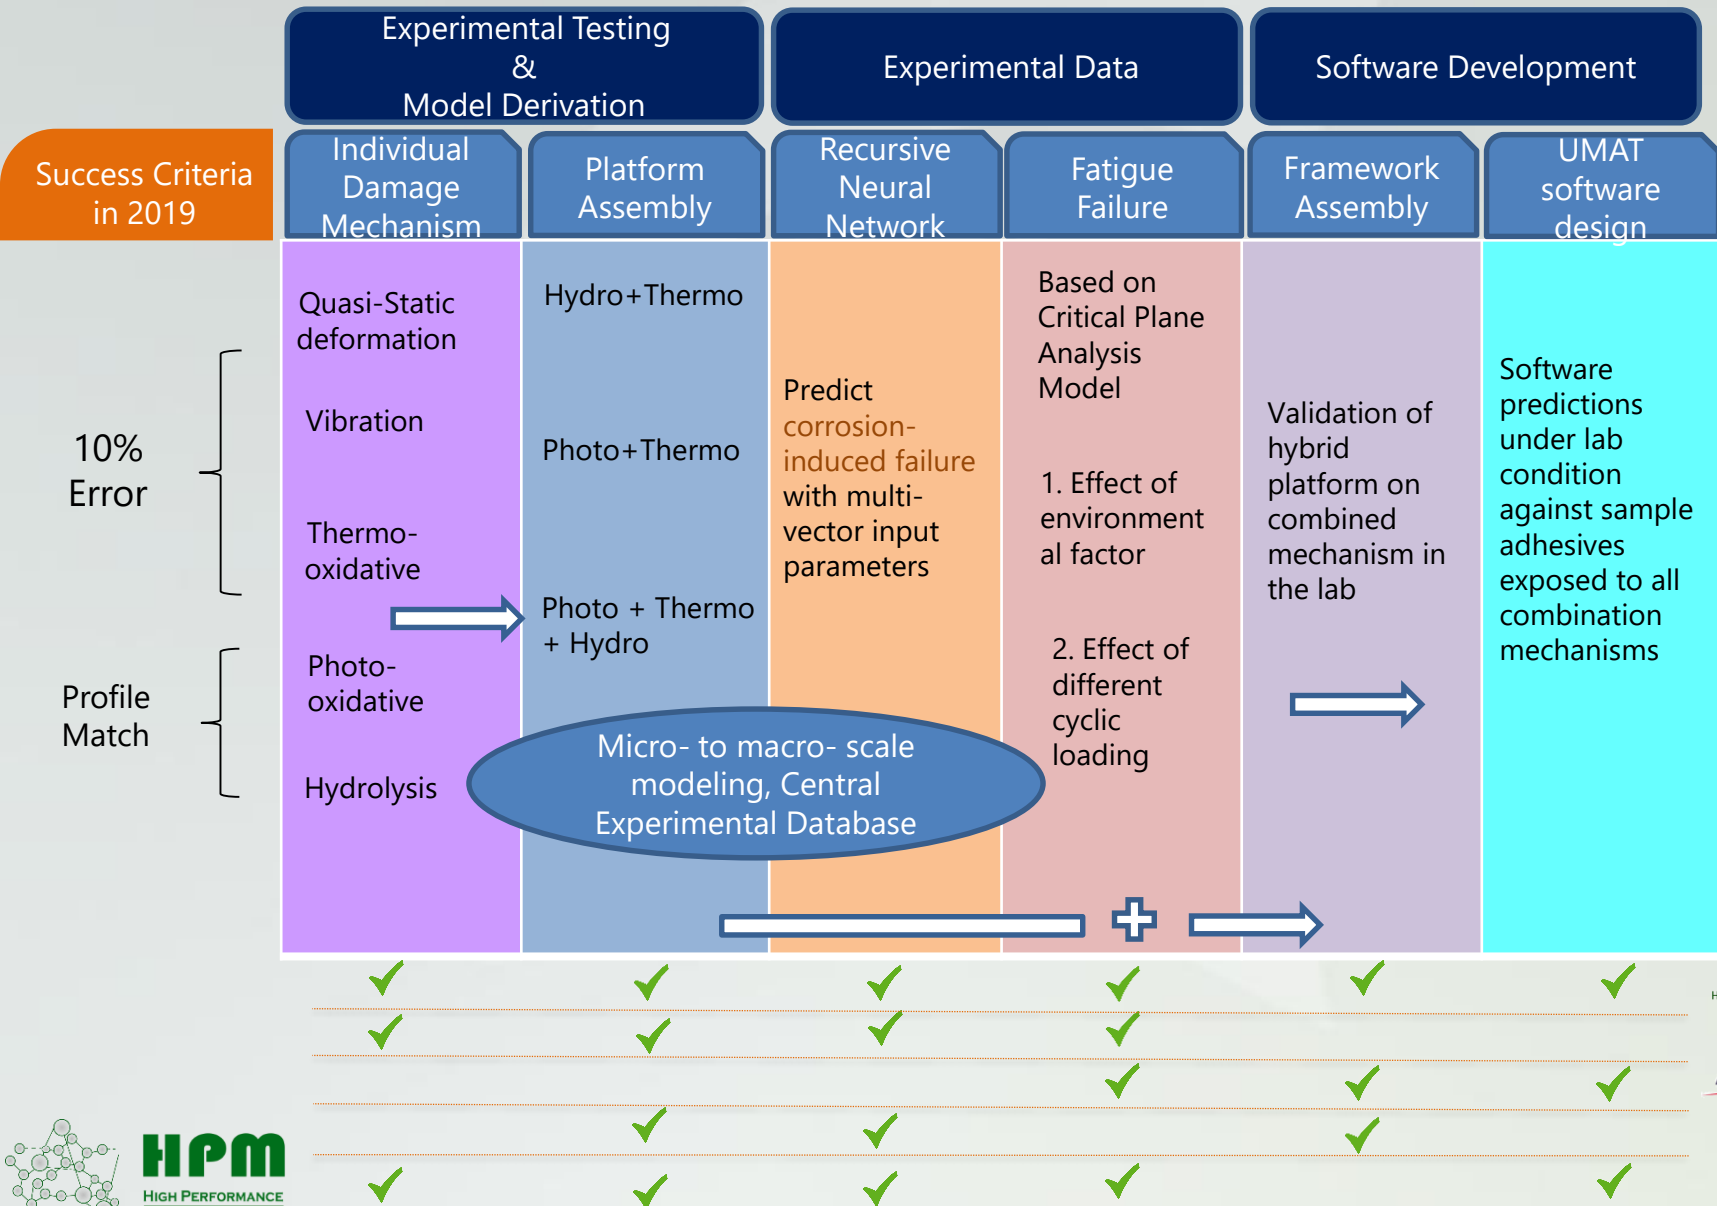 Experimental Testing
&
Model Derivation
Experimental Data
Software Development
Success Criteria
in 2019
Individual
Damage
Mechanism
Platform
Assembly
Recursive
Neural
Network
Fatigue
Failure
Framework
Assembly
UMAT
software
design
10%
Error
Profile
Match
Quasi-Static
deformation
Vibration
Thermo-
oxidative
Photo-
oxidative
Hydrolysis
Hydro+Thermo
Photo+Thermo
Photo + Thermo
+ Hydro
Predict
corrosion-
induced failure
with multi-
vector input
parameters
Based on
Critical Plane
Analysis
Model
1. Effect of
environment
al factor
2. Effect of
different
cyclic
loading
Validation of
hybrid
platform on
combined
mechanism in
the lab
Software
predictions
under lab
condition
against sample
adhesives
exposed to all
combination
mechanisms
Micro- to macro- scale
modeling, Central
Experimental Database
HPM
HIGH PERFORMANCE